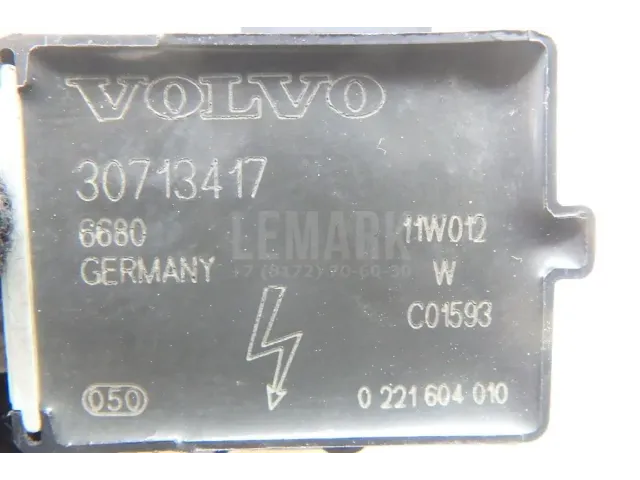 VOLVO
30713417
6680 11W012
GERMANY W
C01593
050 0 221 604 010
LEMARK